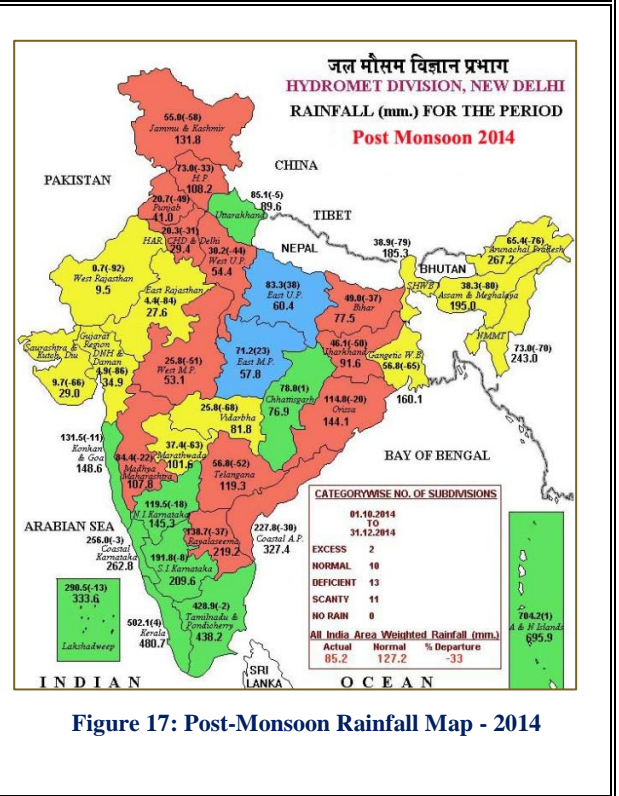 जल मौसम विज्ञान प्रभाग
HYDROMET DIVISION, NEW DELHI
RAINFALL (mm.) FOR THE PERIOD
Post Monsoon 2014
55.0(-58)
Jammu & Kashmir
131.8
CHINA
73.0(-33)
H.P.
108.2
PAKISTAN
20.7(-49)
Punjab
41.0
85.1(-5)
89.6
Uttarakhand
TIBET
20.3(-31)
HAR. CHD & Delhi
29.4
30.2(-44)
West U.P.
54.4
NEPAL
38.9(-79)
185.3
SHWB
BHUTAN
65.4(-76)
Arunachal Pradesh
267.2
0.7(-92)
West Rajasthan
9.5
East Rajasthan
4.4(-84)
27.6
83.3(38)
East U.P.
60.4
49.0(-37)
Bihar
77.5
38.3(-80)
Assam & Meghalaya
195.0
NMMT
73.0(-70)
243.0
Gujarat
Region
DNH &
Daman
4.9(-86)
34.9
Saurashtra &
Kutch, Diu
9.7(-66)
29.0
25.8(-51)
West M.P.
53.1
71.2(23)
East M.P.
57.8
46.1(-50)
Jharkhand
91.6
Gangetic W.B.
56.8(-65)
160.1
78.0(1)
Chhattisgarh
76.9
114.8(-20)
Orissa
144.1
25.8(-68)
Vidarbha
81.8
131.5(-11)
Konkan
& Goa
148.6
84.4(-22)
Madhya
Maharashtra
107.8
37.4(-63)
Marathwada
101.6
56.8(-52)
Telangana
119.3
BAY OF BENGAL
ARABIAN SEA
119.5(-18)
N.I.Karnataka
145.3
138.7(-37)
Rayalaseema
219.2
227.8(-30)
Coastal A.P.
327.4
256.0(-3)
Coastal
Karnataka
262.8
191.8(-8)
S.I.Karnataka
209.6
290.5(-13)
333.6
Lakshadweep
502.1(4)
Kerala
480.7
428.9(-2)
Tamilnadu &
Pondicherry
438.2
CATEGORYWISE NO. OF SUBDIVISIONS
01.10.2014
TO
31.12.2014
EXCESS 2
NORMAL 10
DEFICIENT 13
SCANTY 11
NO RAIN 0
All India Area Weighted Rainfall (mm.)
Actual Normal % Departure
85.2 127.2 -33
704.2(1)
A & N Islands
695.9
SRI
LANKA
INDIAN OCEAN
Figure 17: Post-Monsoon Rainfall Map - 2014